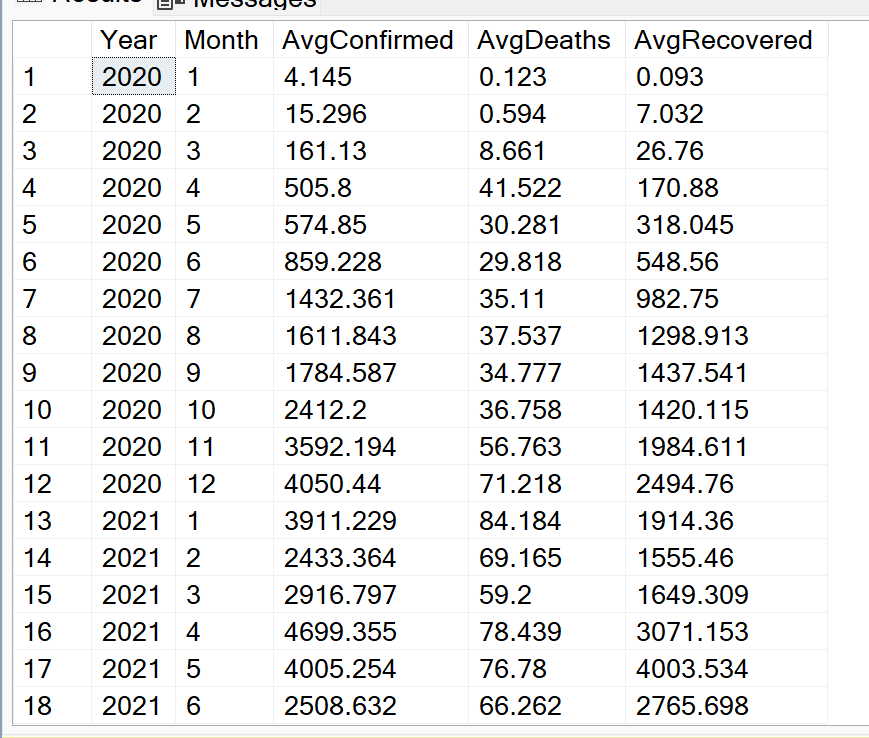 Results Messages
Year Month AvgConfirmed AvgDeaths AvgRecovered
1 2020 1 4.145 0.123 0.093
2 2020 2 15.296 0.594 7.032
3 2020 3 161.13 8.661 26.76
4 2020 4 505.8 41.522 170.88
5 2020 5 574.85 30.281 318.045
6 2020 6 859.228 29.818 548.56
7 2020 7 1432.361 35.11 982.75
8 2020 8 1611.843 37.537 1298.913
9 2020 9 1784.587 34.777 1437.541
10 2020 10 2412.2 36.758 1420.115
11 2020 11 3592.194 56.763 1984.611
12 2020 12 4050.44 71.218 2494.76
13 2021 1 3911.229 84.184 1914.36
14 2021 2 2433.364 69.165 1555.46
15 2021 3 2916.797 59.2 1649.309
16 2021 4 4699.355 78.439 3071.153
17 2021 5 4005.254 76.78 4003.534
18 2021 6 2508.632 66.262 2765.698